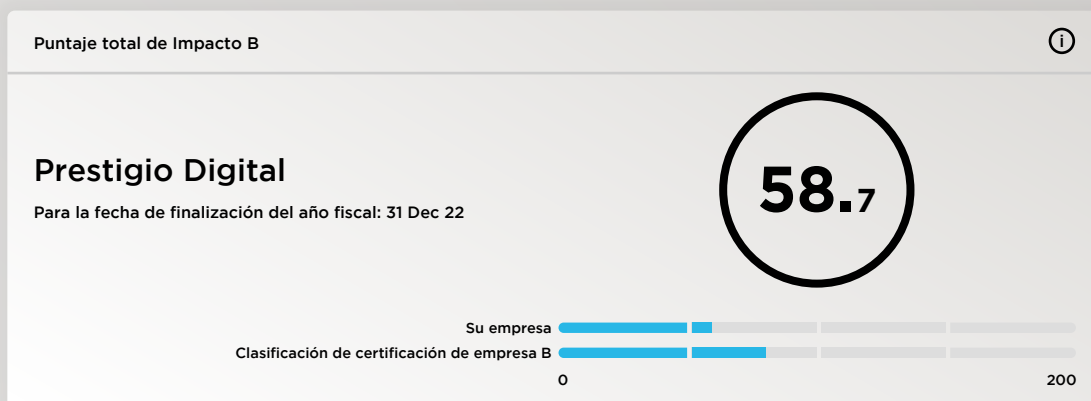 Puntaje total de Impacto B
i
Prestigio Digital
58.7
Para la fecha de finalización del año fiscal: 31 Dec 22
Su empresa
Clasificación de certificación de empresa B
0 200